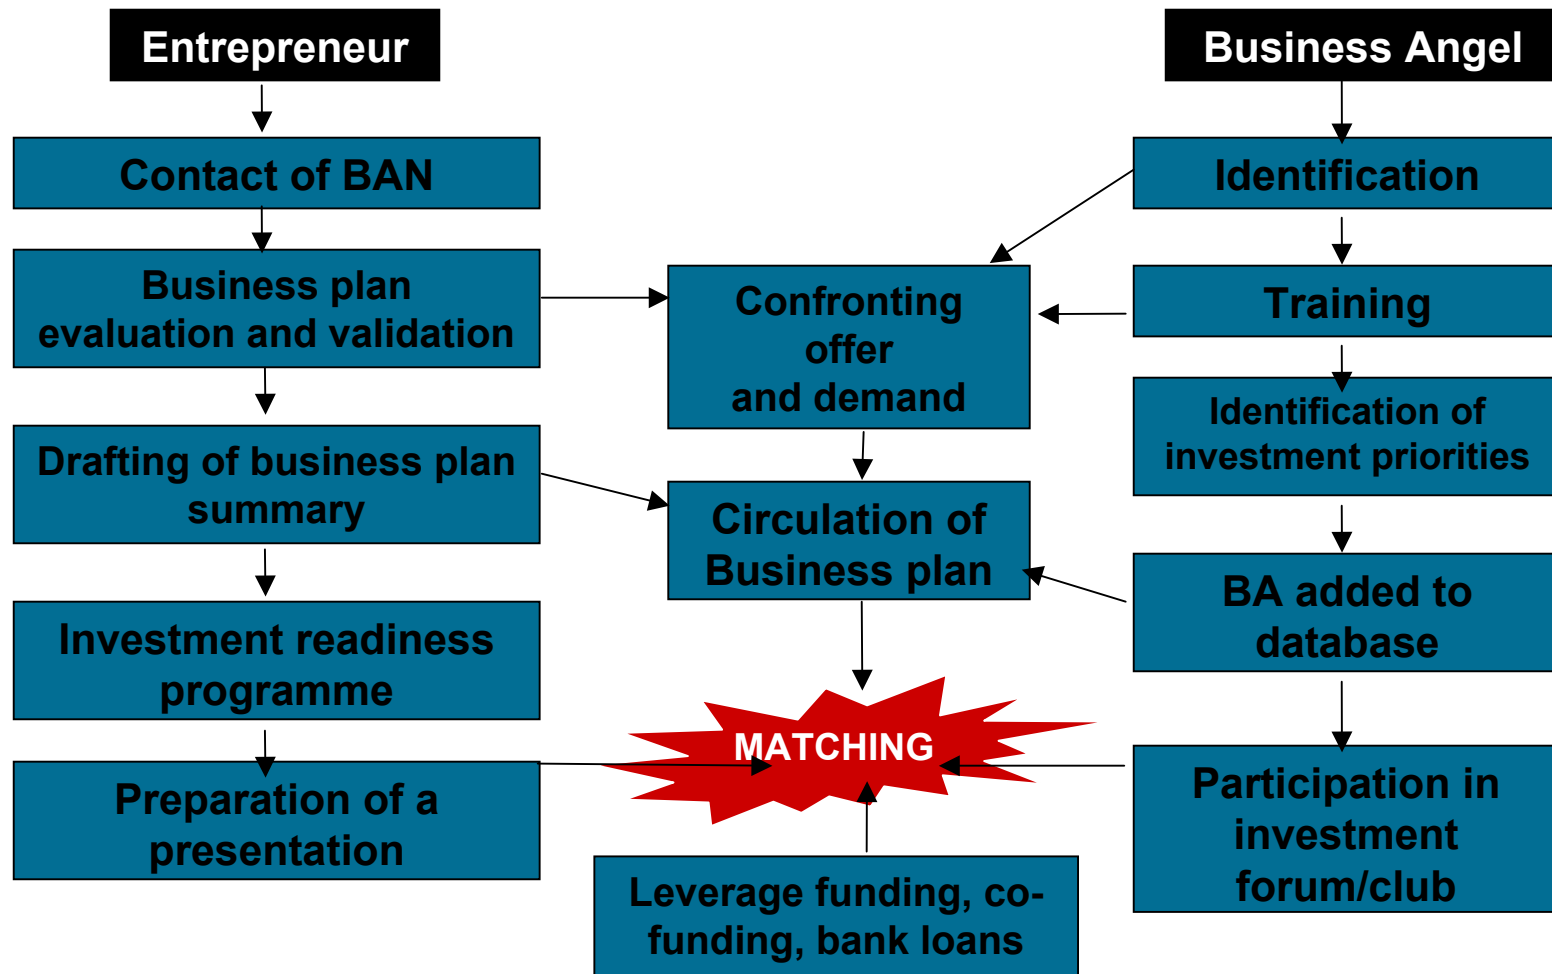 Entrepreneur
Contact of BAN
Business plan
evaluation and validation
Drafting of business plan
summary
Investment readiness
programme
Preparation of a
presentation
Confronting
offer
and demand
Circulation of
Business plan
MATCHING
Leverage funding, co-
funding, bank loans
Business Angel
Identification
Training
Identification of
investment priorities
BA added to
database
Participation in
investment
forum/club